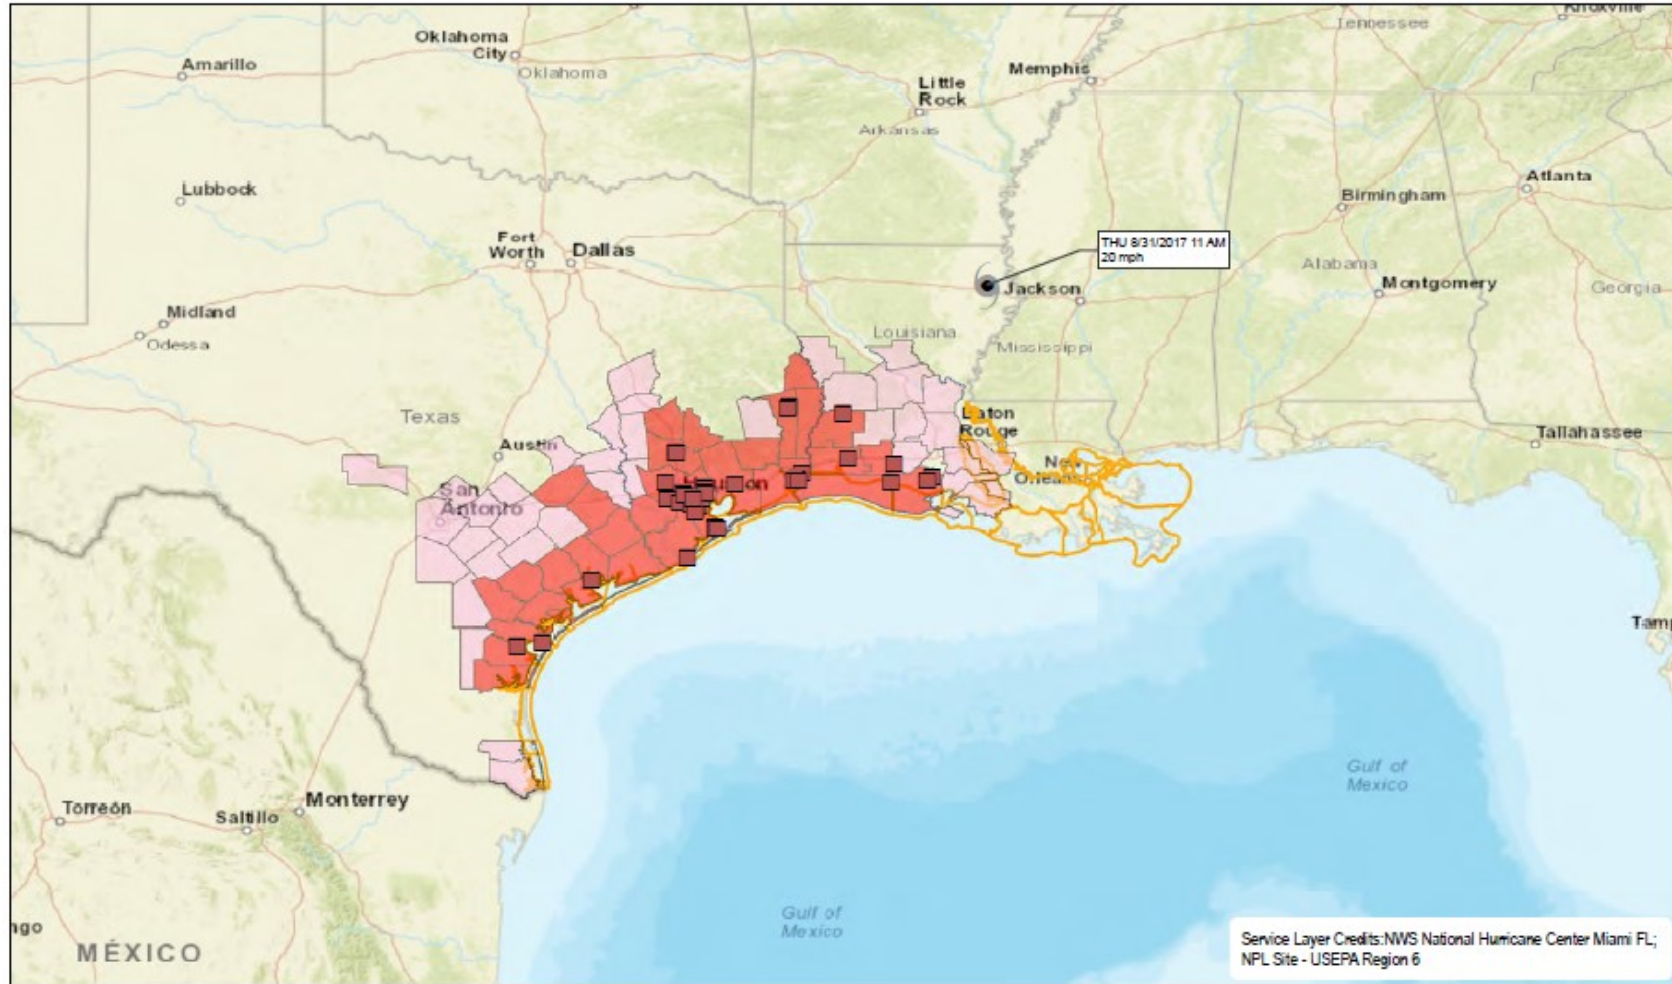 Knoxville
Tennessee
Oklahoma
City
Amarillo
Oklahoma
Memphis
Little
Rock
Arkansas
Atlanta
Lubbock
Birmingham
Fort
Worth
Dallas
THU 8/31/2017 11 AM
20 mph
Alabama
Jackson
Montgomery
Georgia
Midland
Odessa
Louisiana
Mississippi
Texas
Baton
Rouge
Austin
Tallahassee
New
Orleans
San
Antonio
Houston
Tamp
Gulf of
Mexico
Monterrey
Torreón
Saltillo
Gulf of
Mexico
ngo
MÉXICO
Service Layer Credits:NWS National Hurricane Center Miami FL;
NPL Site - USEPA Region 6